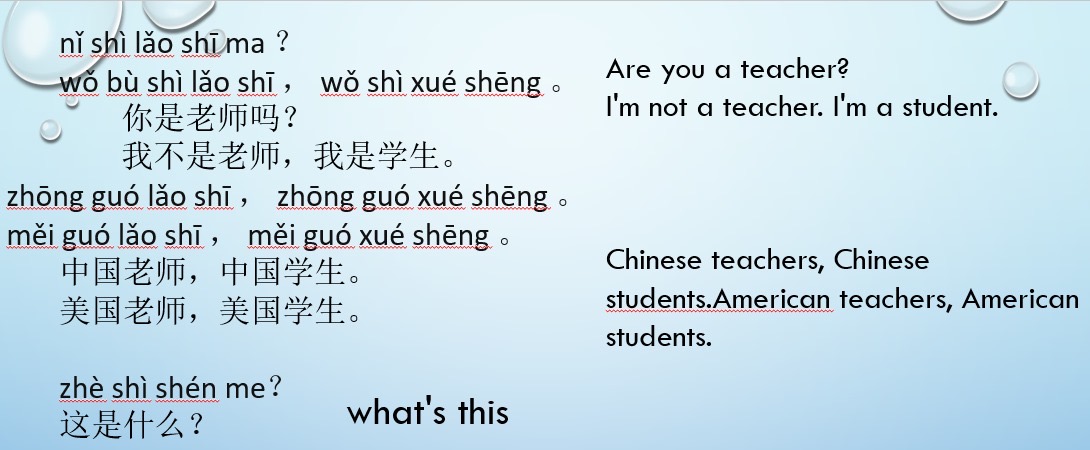 nǐ shì lǎo shī ma ?
wǒ bù shì lǎo shī ， wǒ shì xué shēng 。
你是老师吗？
我不是老师，我是学生。
zhōng guó lǎo shī ， zhōng guó xué shēng 。
měi guó lǎo shī ， měi guó xué shēng 。
中国老师，中国学生。
美国老师，美国学生。
zhè shì shén me？
这是什么？
Are you a teacher?
I'm not a teacher. I'm a student.
Chinese teachers, Chinese
students.American teachers, American
students.
what's this